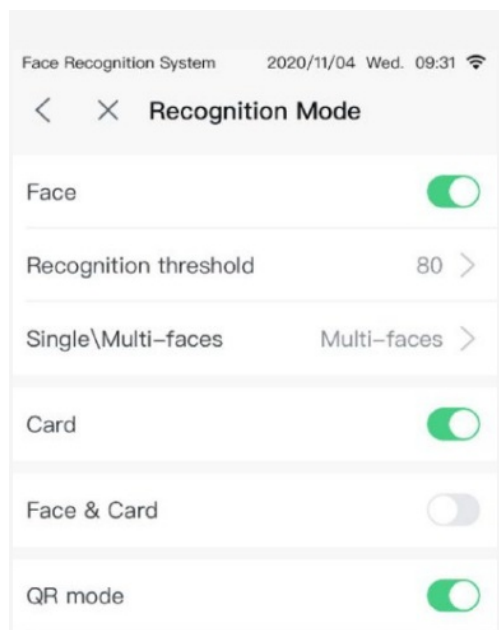 Face Recognition System 2020/11/04 Wed. 09:31
Recognition Mode
Face
Recognition threshold 80
Single\Multi-faces Multi-faces
Card
Face & Card
QR mode